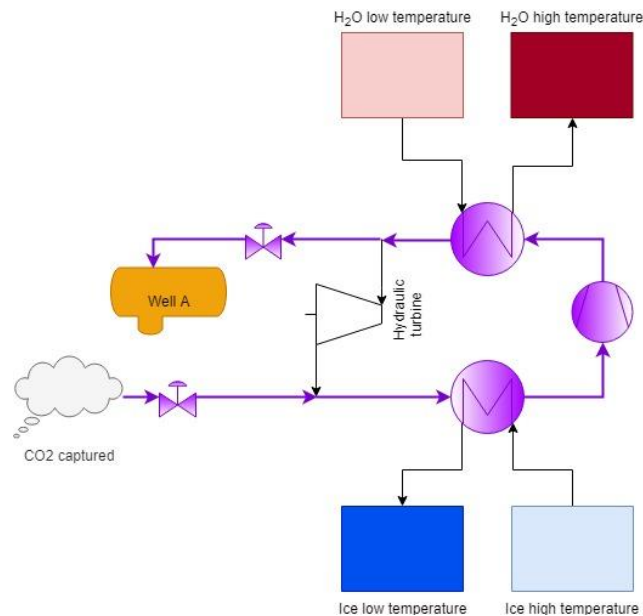 H₂O low temperature
H₂O high temperature
Well A
Hydraulic
turbine
CO2 captured
Ice low temperature
Ice high temperature